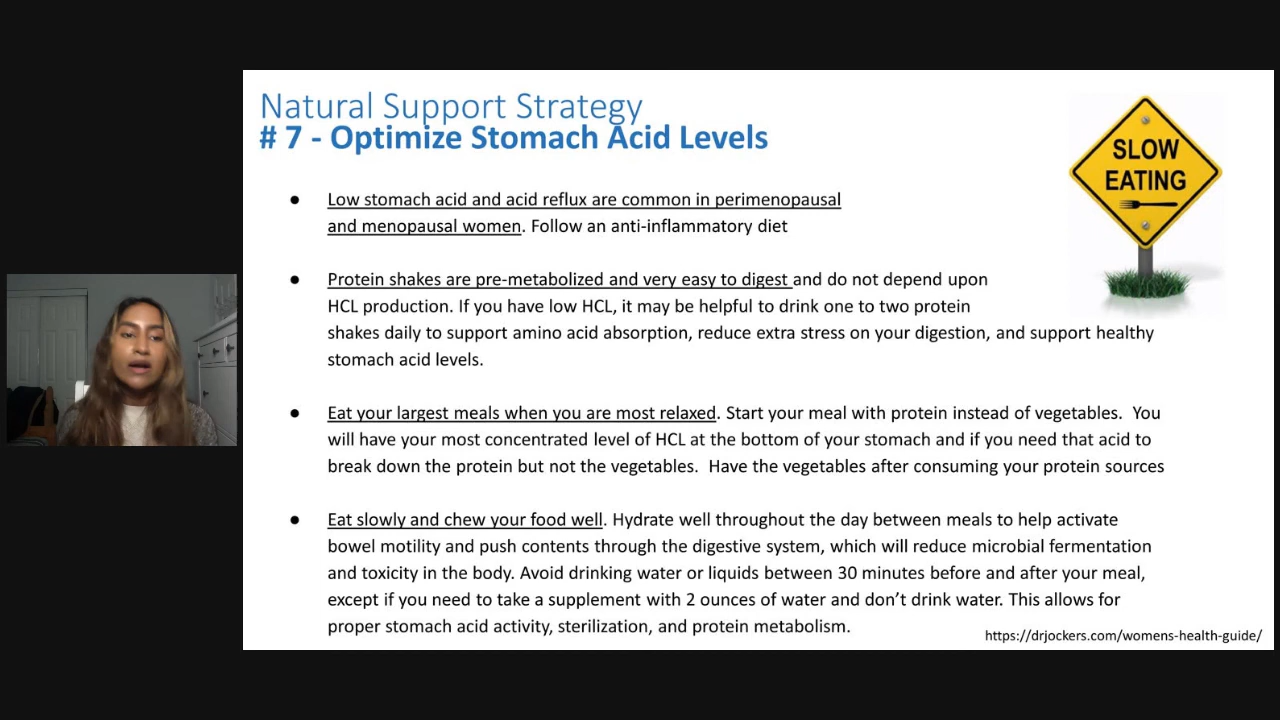 Natural Support Strategy
# 7 - Optimize Stomach Acid Levels
SLOW
EATING
● Low stomach acid and acid reflux are common in perimenopausal
and menopausal women. Follow an anti-inflammatory diet
● Protein shakes are pre-metabolized and very easy to digest and do not depend upon
HCL production. If you have low HCL, it may be helpful to drink one to two protein
shakes daily to support amino acid absorption, reduce extra stress on your digestion, and support healthy
stomach acid levels.
● Eat your largest meals when you are most relaxed. Start your meal with protein instead of vegetables.  You
will have your most concentrated level of HCL at the bottom of your stomach and if you need that acid to
break down the protein but not the vegetables.  Have the vegetables after consuming your protein sources
● Eat slowly and chew your food well. Hydrate well throughout the day between meals to help activate
bowel motility and push contents through the digestive system, which will reduce microbial fermentation
and toxicity in the body. Avoid drinking water or liquids between 30 minutes before and after your meal,
except if you need to take a supplement with 2 ounces of water and don’t drink water. This allows for
proper stomach acid activity, sterilization, and protein metabolism.
https://drjockers.com/womens-health-guide/